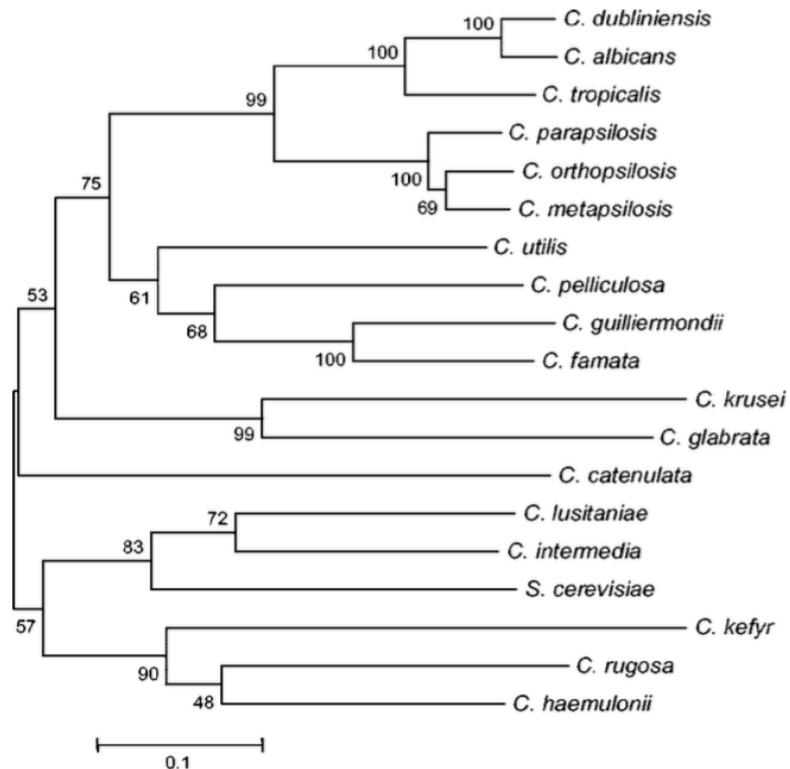 C. dubliniensis
100
C. albicans
100
C. tropicalis
99
C. parapsilosis
100
C. orthopsilosis
69
C. metapsilosis
75
C. utilis
61
C. pelliculosa
53
68
C. guilliermondii
100
C. famata
C. krusei
99
C. glabrata
C. catenulata
72
C. lusitaniae
83
C. intermedia
S. cerevisiae
57
C. kefyr
90
C. rugosa
48
C. haemulonii
0.1